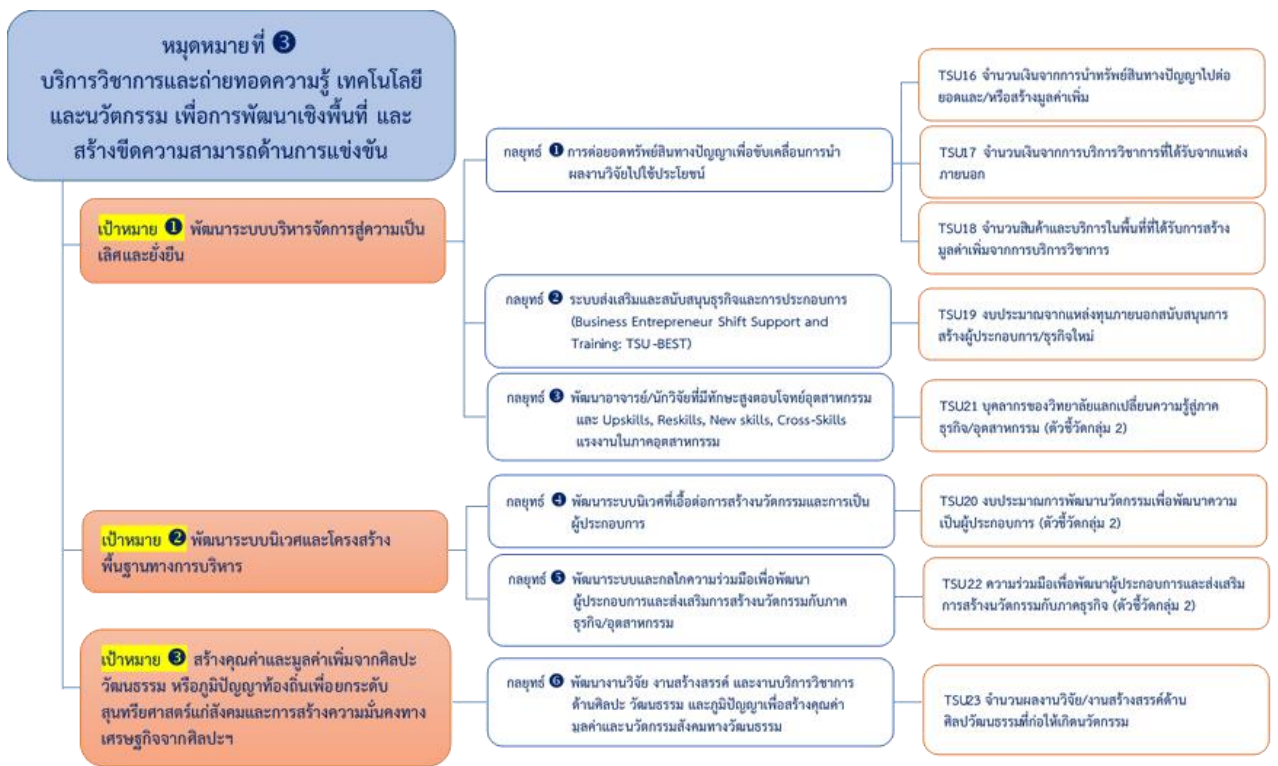 หมุดหมายที่ ❸
บริการวิชาการและถ่ายทอดความรู้ เทคโนโลยี
และนวัตกรรม เพื่อการพัฒนาเชิงพื้นที่ และ
สร้างขีดความสามารถด้านการแข่งขัน
เป้าหมาย ❶ พัฒนาระบบบริหารจัดการสู่ความเป็น
เลิศและยั่งยืน
กลยุทธ์ ❶ การต่อยอดทรัพย์สินทางปัญญาเพื่อขับเคลื่อนการนำ
ผลงานวิจัยไปใช้ประโยชน์
TSU16 จำนวนเงินจากการนำทรัพย์สินทางปัญญาไปต่อ
ยอดและ/หรือสร้างมูลค่าเพิ่ม
TSU17 จำนวนเงินจากการบริการวิชาการที่ได้รับจากแหล่ง
ภายนอก
TSU18 จำนวนสินค้าและบริการในพื้นที่ที่ได้รับการสร้าง
มูลค่าเพิ่มจากการบริการวิชาการ
กลยุทธ์ ❷ ระบบส่งเสริมและสนับสนุนธุรกิจและการประกอบการ
(Business Entrepreneur Shift Support and
Training: TSU-BEST)
TSU19 งบประมาณจากแหล่งทุนภายนอกสนับสนุนการ
สร้างผู้ประกอบการ/ธุรกิจใหม่
กลยุทธ์ ❸ พัฒนาอาจารย์/นักวิจัยที่มีทักษะสูงตอบโจทย์อุตสาหกรรม
และ Upskills, Reskills, New skills, Cross-Skills
แรงงานในภาคอุตสาหกรรม
TSU21 บุคลากรของวิทยาลัยแลกเปลี่ยนความรู้สู่ภาค
ธุรกิจ/อุตสาหกรรม (ตัวชี้วัดกลุ่ม 2)
เป้าหมาย ❷ พัฒนาระบบนิเวศและโครงสร้าง
พื้นฐานทางการบริหาร
กลยุทธ์ ❹ พัฒนาระบบนิเวศที่เอื้อต่อการสร้างนวัตกรรมและการเป็น
ผู้ประกอบการ
TSU20 งบประมาณการพัฒนานวัตกรรมเพื่อพัฒนาความ
เป็นผู้ประกอบการ (ตัวชี้วัดกลุ่ม 2)
กลยุทธ์ ❺ พัฒนาระบบและกลไกความร่วมมือเพื่อพัฒนา
ผู้ประกอบการและส่งเสริมการสร้างนวัตกรรมกับภาค
ธุรกิจ/อุตสาหกรรม
TSU22 ความร่วมมือเพื่อพัฒนาผู้ประกอบการและส่งเสริม
การสร้างนวัตกรรมกับภาคธุรกิจ (ตัวชี้วัดกลุ่ม 2)
เป้าหมาย ❸ สร้างคุณค่าและมูลค่าเพิ่มจากศิลปะ
วัฒนธรรม หรือภูมิปัญญาท้องถิ่นเพื่อยกระดับ
สุนทรียศาสตร์แก่สังคมและการสร้างความมั่นคงทาง
เศรษฐกิจจากศิลปะฯ
กลยุทธ์ ❻ พัฒนางานวิจัย งานสร้างสรรค์ และงานบริการวิชาการ
ด้านศิลปะ วัฒนธรรม และภูมิปัญญาเพื่อสร้างคุณค่า
มูลค่าและนวัตกรรมสังคมทางวัฒนธรรม
TSU23 จำนวนผลงานวิจัย/งานสร้างสรรค์ด้าน
ศิลปวัฒนธรรมที่ก่อให้เกิดนวัตกรรม